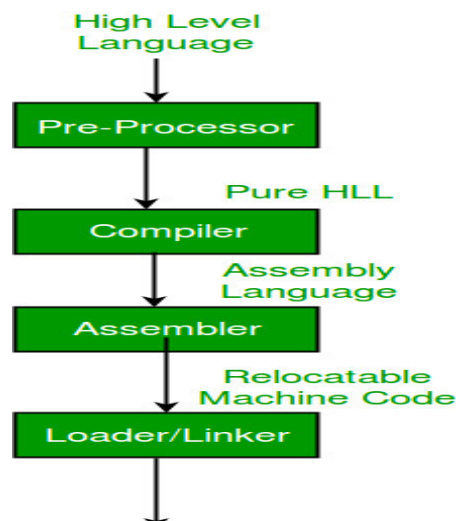 High Level
Language
Pre-Processor
Pure HLL
Compiler
Assembly
Language
Assembler
Relocatable
Machine Code
Loader/Linker